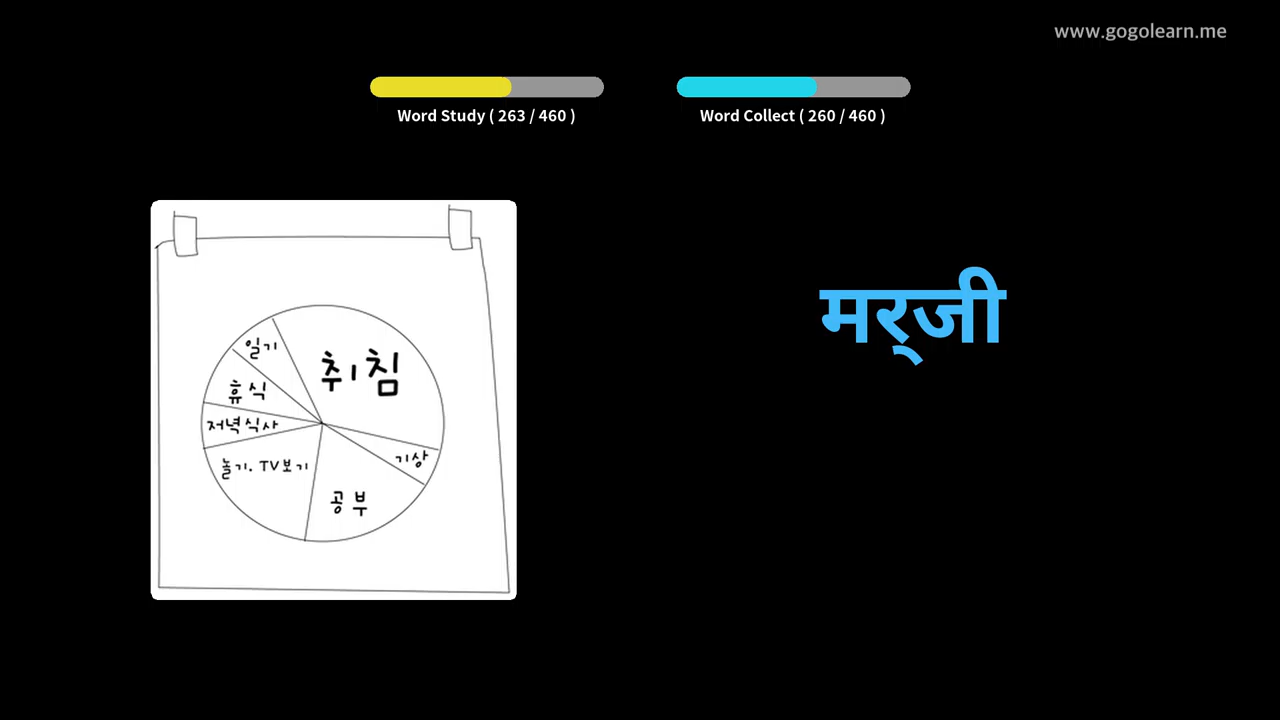 www.gogolearn.me
Word Study ( 263 / 460 )
Word Collect ( 260 / 460 )
मर्‌जी
일기
취침
휴식
저녁식사
놀기. TV보기
기상
공부